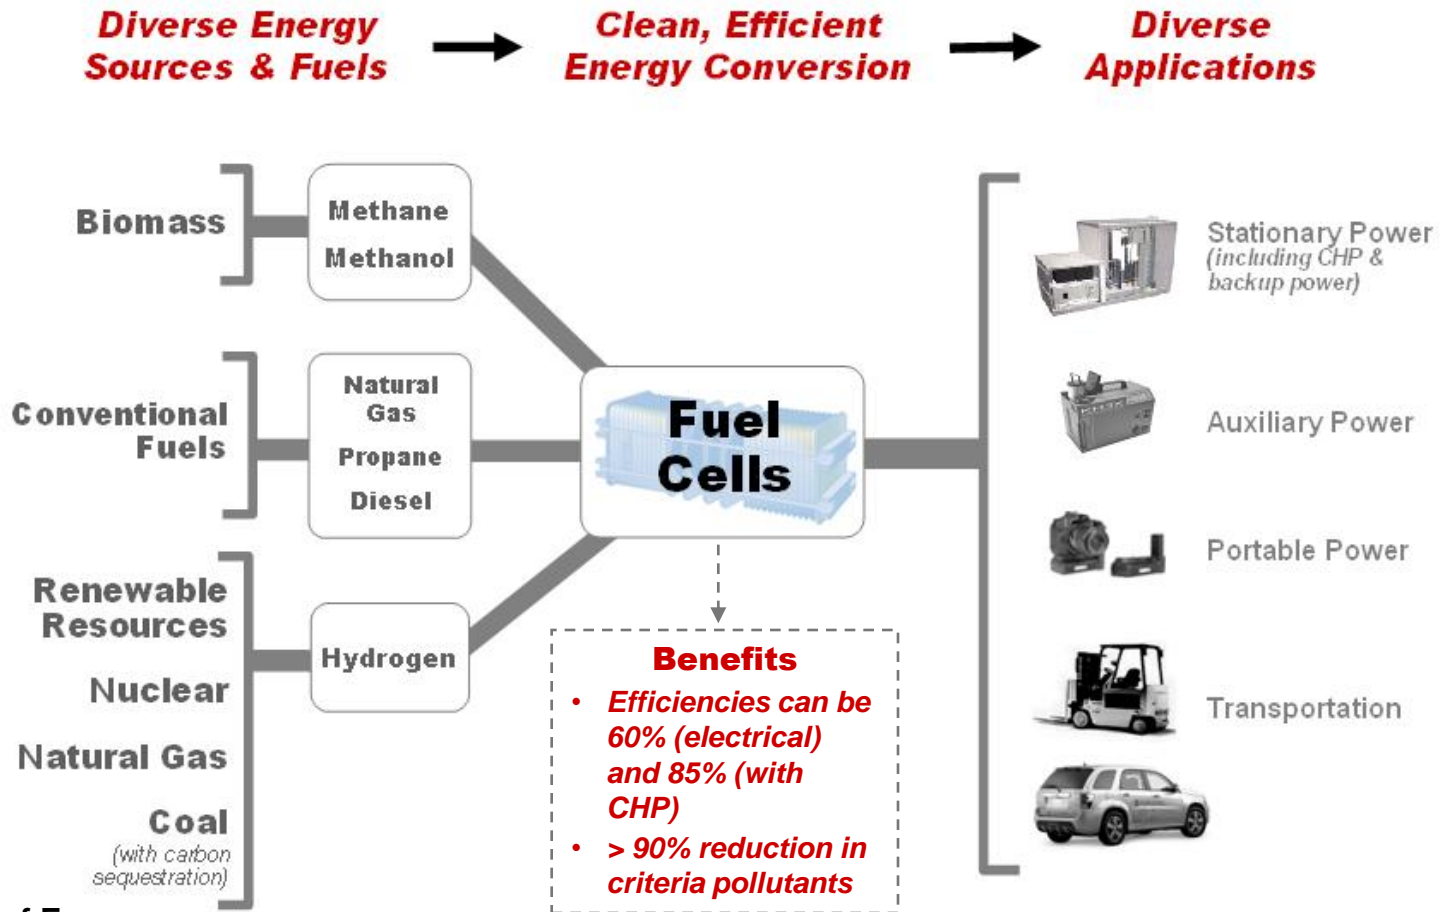 Diverse Energy
Sources & Fuels
Clean, Efficient
Energy Conversion
Diverse
Applications
Biomass
Methane
Methanol
Conventional
Fuels
Natural
Gas
Propane
Diesel
Renewable
Resources
Nuclear
Natural Gas
Coal
(with carbon
sequestration)
Hydrogen
Fuel
Cells
Benefits
• Efficiencies can be
60% (electrical)
and 85% (with
CHP)
• > 90% reduction in
criteria pollutants
Stationary Power
(including CHP &
backup power)
Auxiliary Power
Portable Power
Transportation